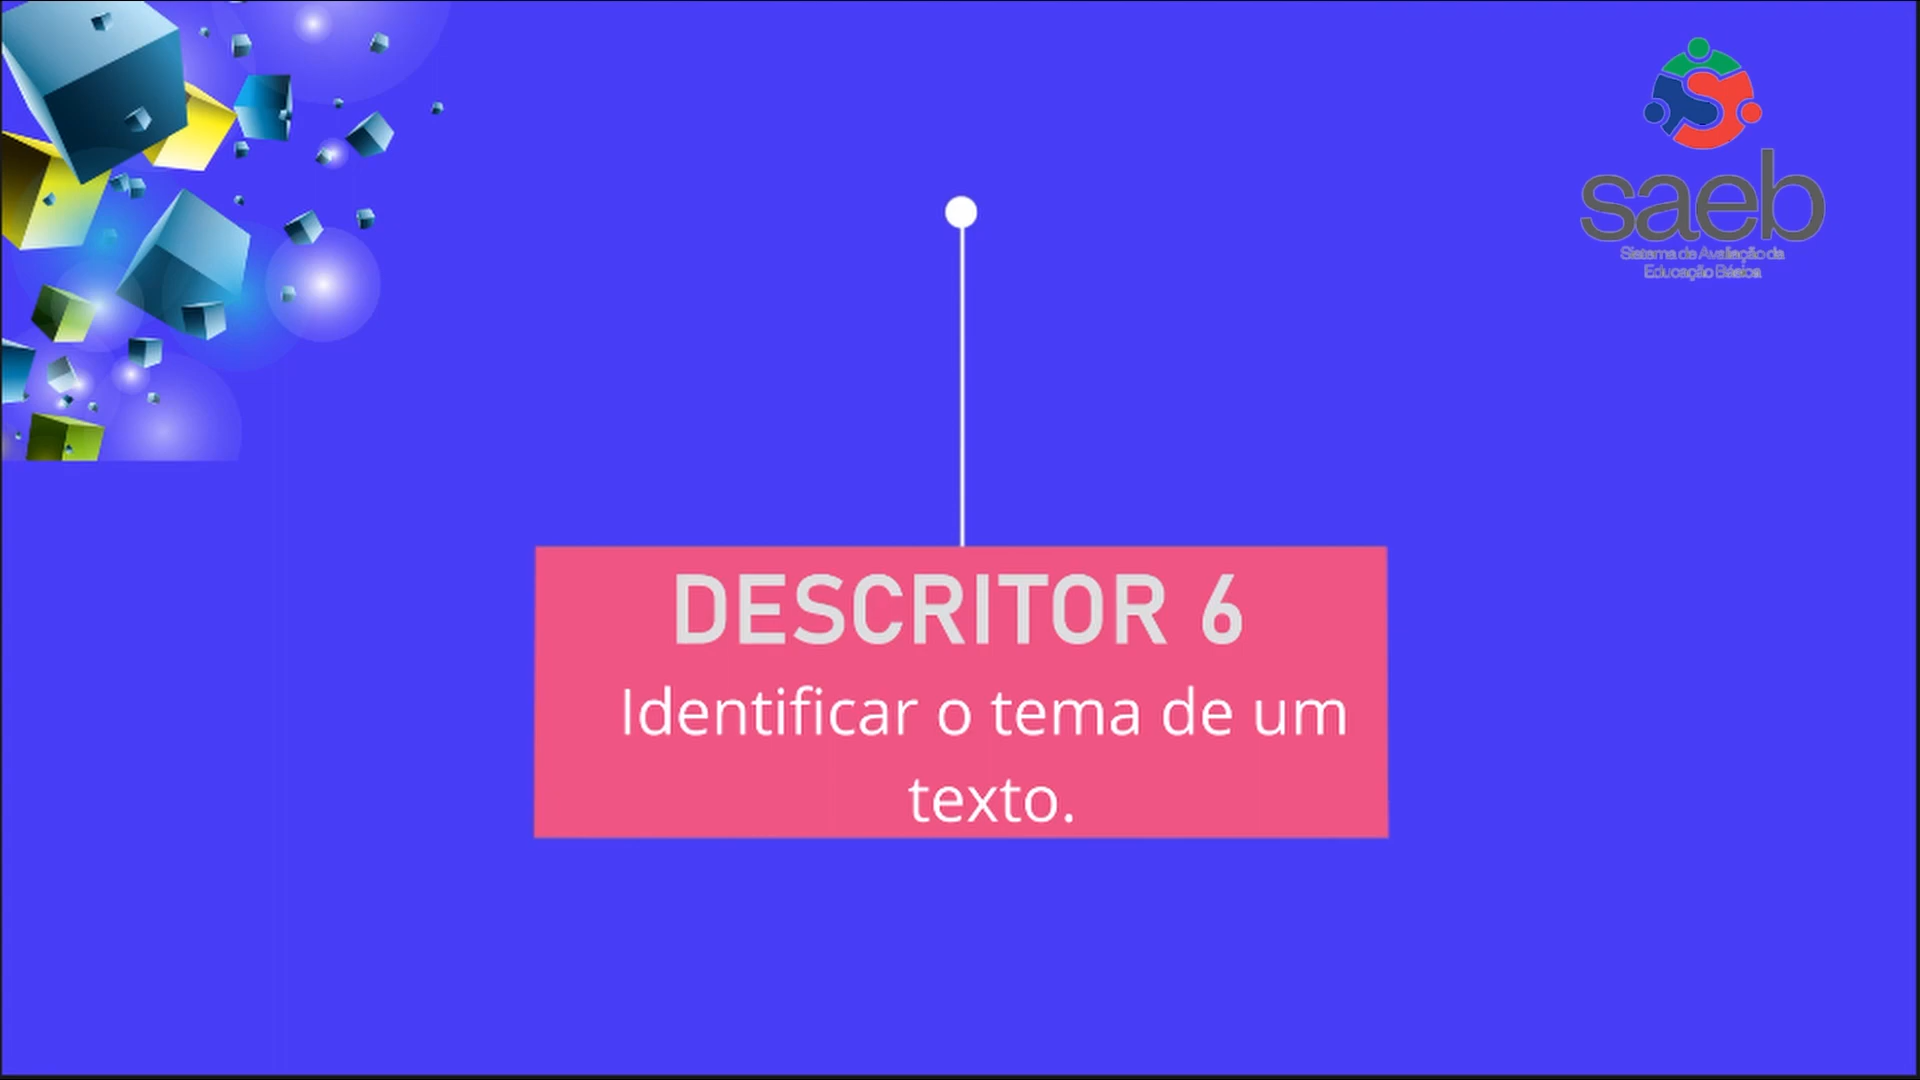 saeb
Sistema de Avaliação da
Educação Básica
DESCRITOR 6
Identificar o tema de um
texto.